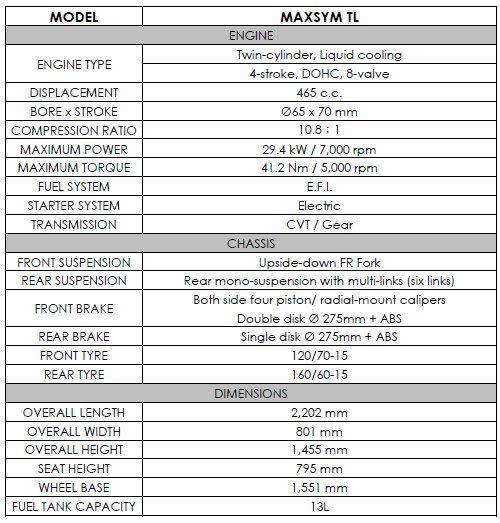 MODEL MAXSYM TL
ENGINE
ENGINE TYPE Twin-cylinder, Liquid cooling
4-stroke, DOHC, 8-valve
DISPLACEMENT 465 c.c.
BORE x STROKE Ø65 x 70 mm
COMPRESSION RATIO 10.8：1
MAXIMUM POWER 29.4 kW / 7,000 rpm
MAXIMUM TORQUE 41.2 Nm / 5,000 rpm
FUEL SYSTEM E.F.I.
STARTER SYSTEM Electric
TRANSMISSION CVT / Gear
CHASSIS
FRONT SUSPENSION Upside-down FR Fork
REAR SUSPENSION Rear mono-suspension with multi-links (six links)
FRONT BRAKE Both side four piston/ radial-mount calipers
Double disk Ø 275mm + ABS
REAR BRAKE Single disk Ø 275mm + ABS
FRONT TYRE 120/70-15
REAR TYRE 160/60-15
DIMENSIONS
OVERALL LENGTH 2,202 mm
OVERALL WIDTH 801 mm
OVERALL HEIGHT 1,455 mm
SEAT HEIGHT 795 mm
WHEEL BASE 1,551 mm
FUEL TANK CAPACITY 13L